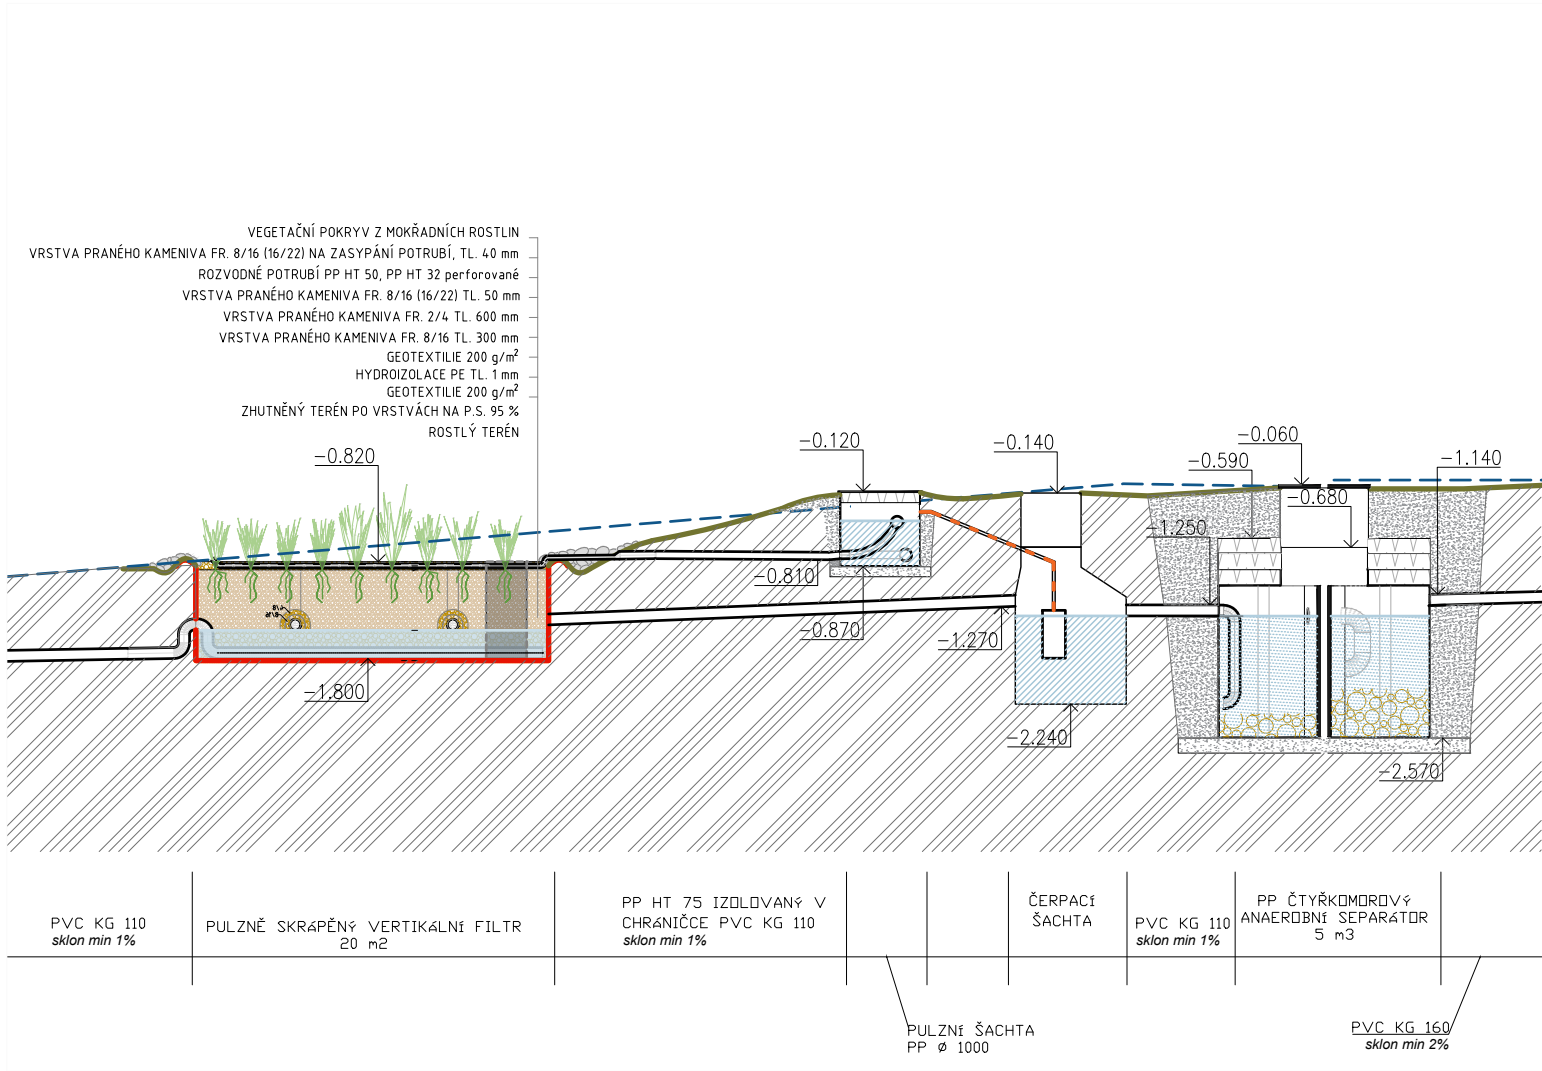 VEGETAČNÍ POKRYV Z MOKŘADNÍCH ROSTLIN
VRSTVA PRANÉHO KAMENIVA FR. 8/16 (16/22) NA ZASYPÁNÍ POTRUBÍ, TL. 40 mm
ROZVODNÉ POTRUBÍ PP HT 50, PP HT 32 perforované
VRSTVA PRANÉHO KAMENIVA FR. 8/16 (16/22) TL. 50 mm
VRSTVA PRANÉHO KAMENIVA FR. 2/4 TL. 600 mm
VRSTVA PRANÉHO KAMENIVA FR. 8/16 TL. 300 mm
GEOTEXTILIE 200 g/m²
HYDROIZOLACE PE TL. 1 mm
GEOTEXTILIE 200 g/m²
ZHUTNĚNÝ TERÉN PO VRSTVÁCH NA P.S. 95 %
ROSTLÝ TERÉN
-0.820
-0.120
-0.140
-0.060
-0.590
-1.140
-0.680
-1.250
-0.810
-0.870
-1.270
-1.800
-2.240
-2.570
4/8
8/16
PVC KG 110
sklon min 1%
PULZNĚ SKRÁPĚNÝ VERTIKÁLNÍ FILTR
20 m2
PP HT 75 IZOLOVANÝ V
CHRÁNIČCE PVC KG 110
sklon min 1%
ČERPACÍ
ŠACHTA
PVC KG 110
sklon min 1%
PP ČTYŘKOMOROVÝ
ANAEROBNÍ SEPARÁTOR
5 m3
PULZNÍ ŠACHTA
PP ø 1000
PVC KG 160
sklon min 2%